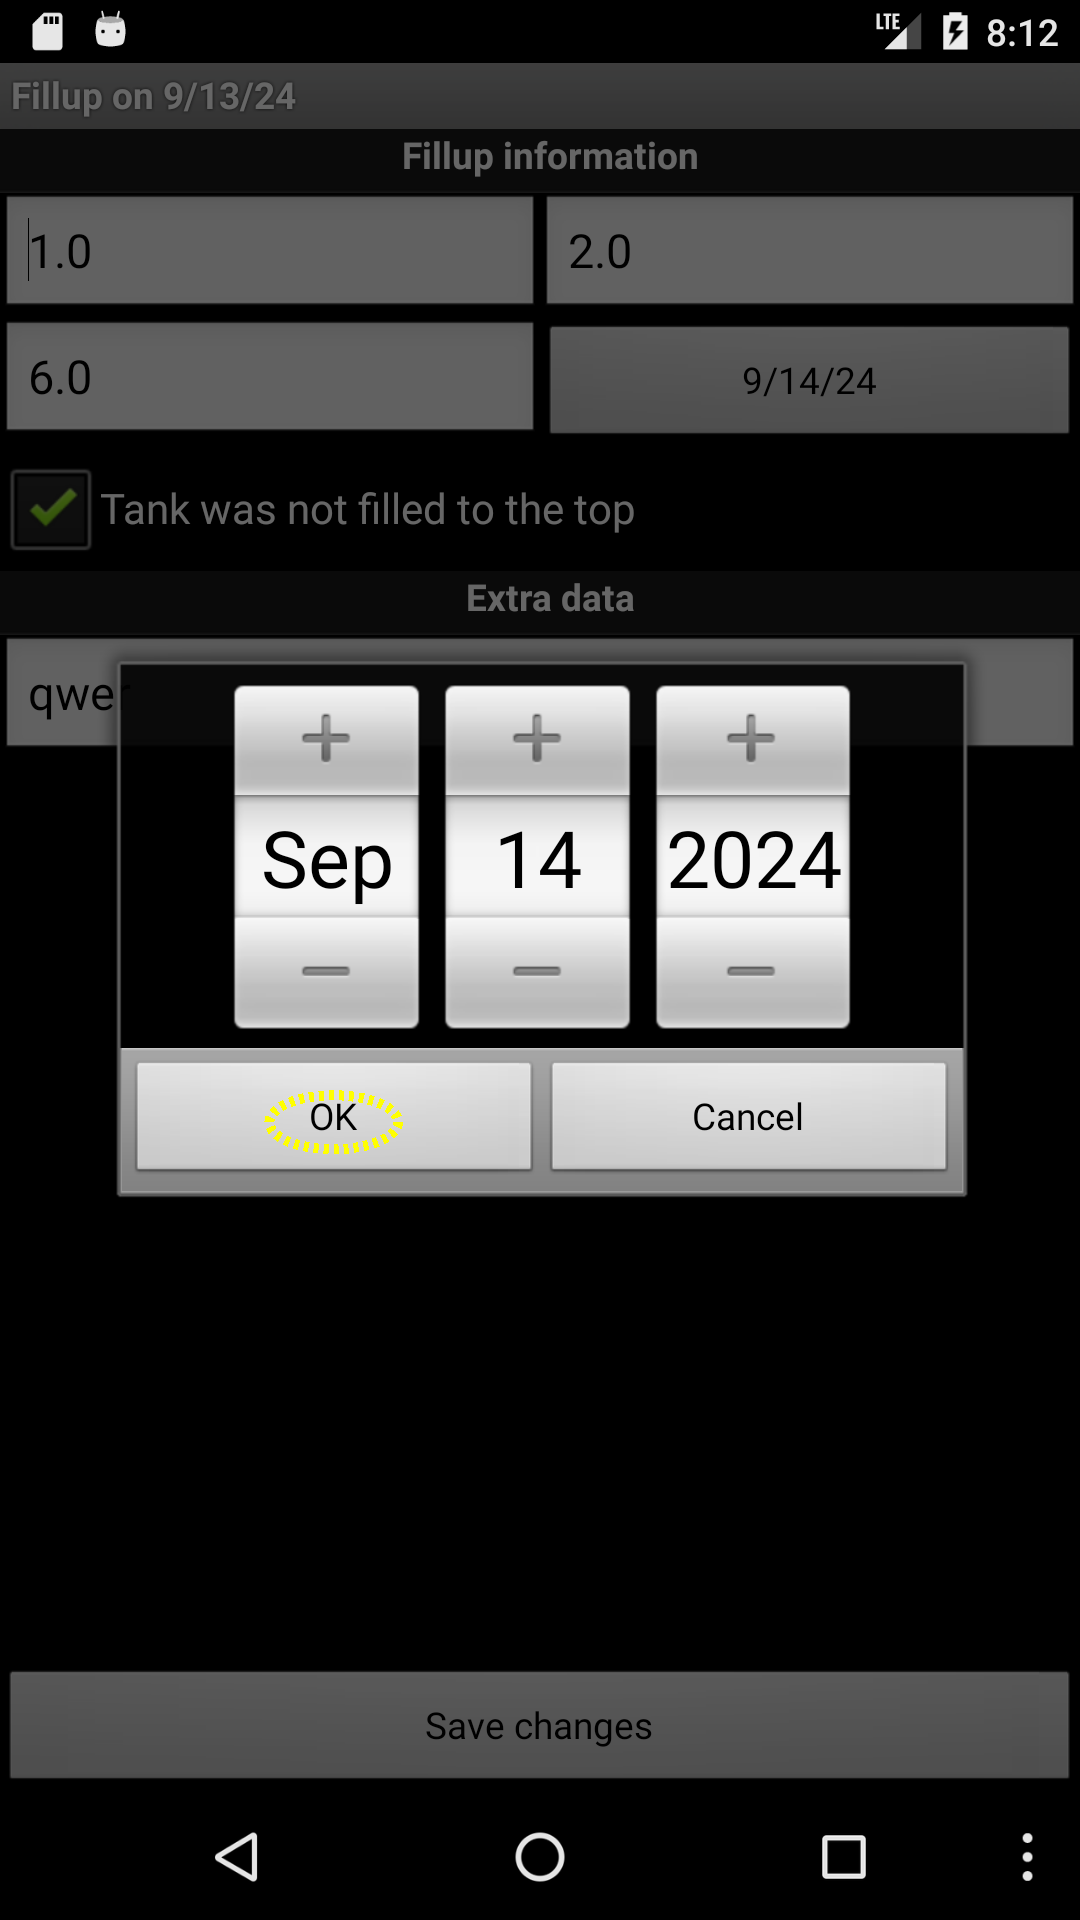 LTE 8:12
Fillup on 9/13/24
Fillup information
1.0 2.0
6.0 9/14/24
Tank was not filled to the top
Extra data
qwer
Sep 14 2024
OK Cancel
Save changes